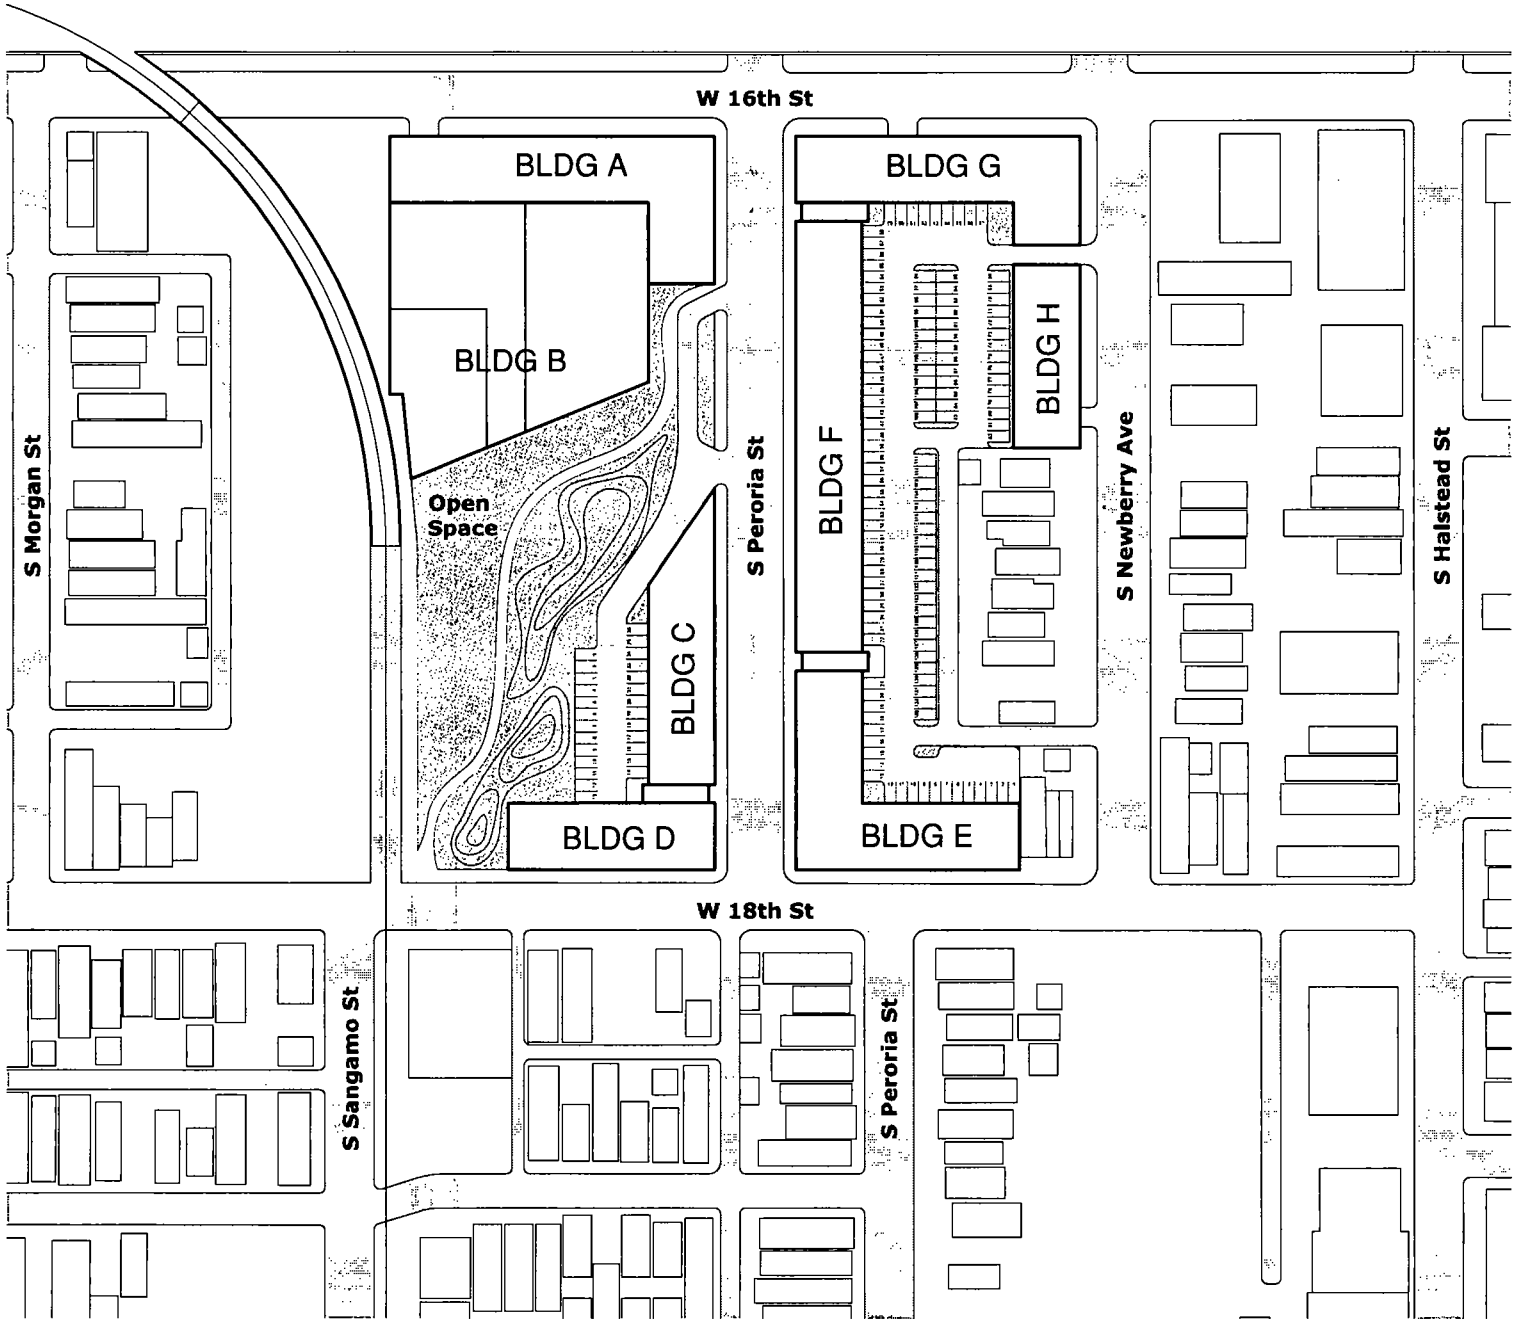 W 16th St
BLDG A
BLDG G
BLDG B
BLDG H
Open
Space
S Morgan St
S Peroria St
BLDG F
S Newberry Ave
S Halstead St
BLDG C
BLDG D
BLDG E
W 18th St
S Sangamo St
S Peroria St